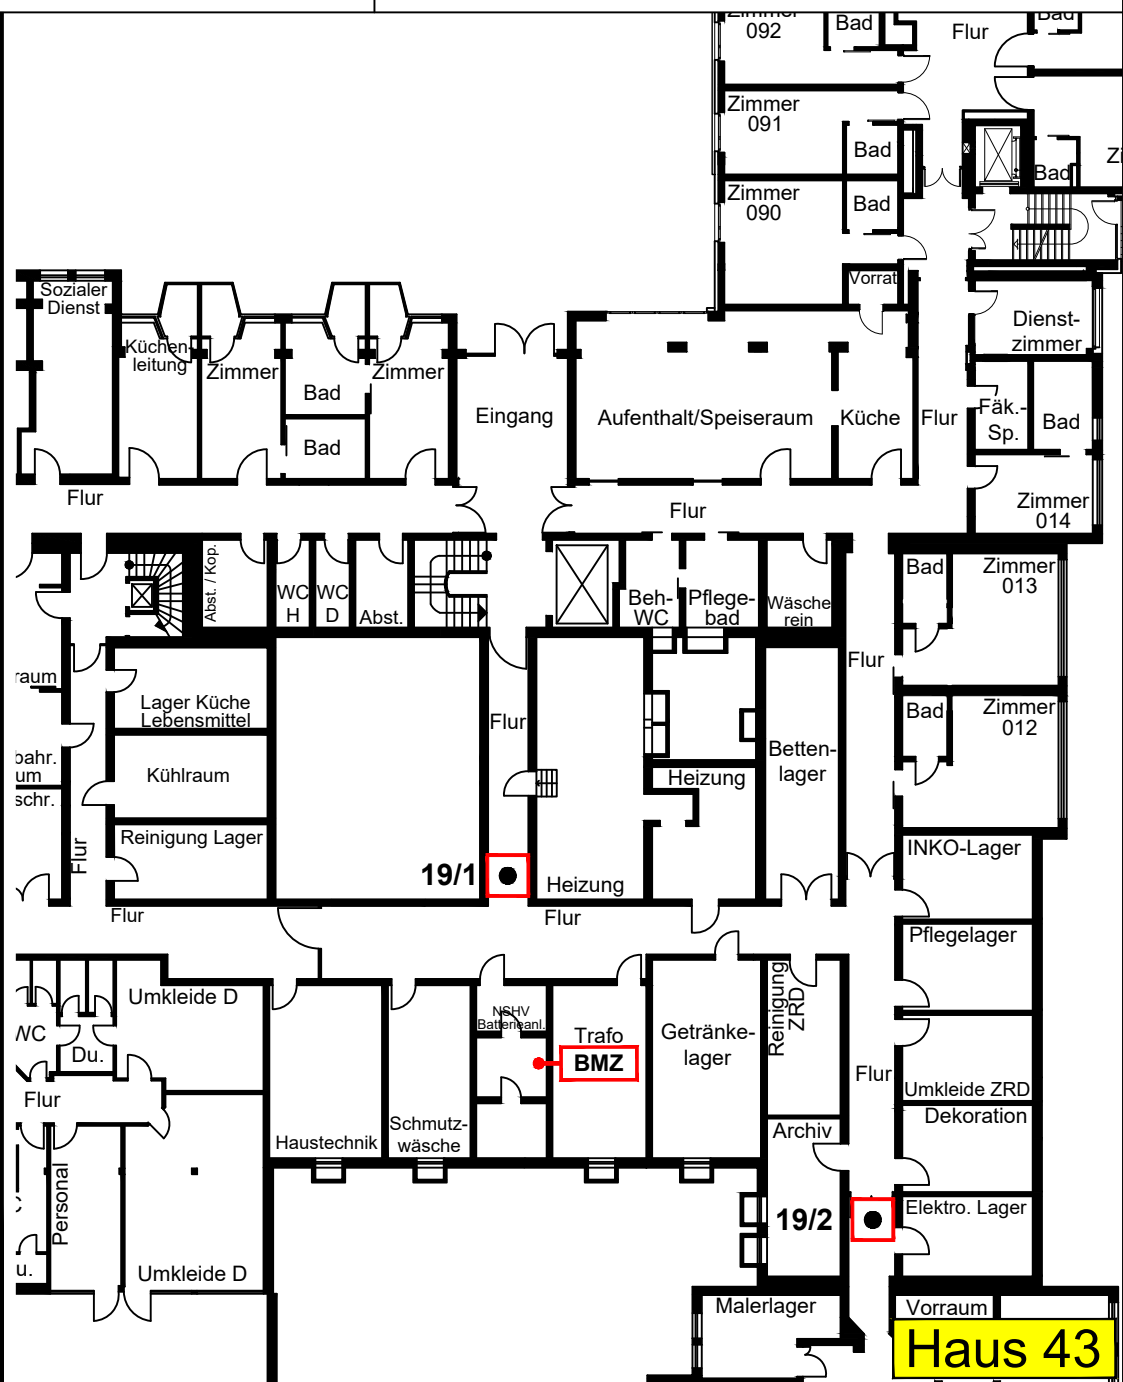 Zimmer
092
Bad
Flur
Bad
Zimmer
091
Bad
Bad
Zimmer
090
Bad
Vorrat
Sozialer
Dienst
Küchen-
leitung
Zimmer
Bad
Zimmer
Bad
Eingang
Aufenthalt/Speiseraum
Küche
Flur
Dienst-
zimmer
Fäk.-
Sp.
Bad
Zimmer
014
Flur
Flur
Abst. / Kop.
WC
H
WC
D
Abst.
Beh-
WC
Pflege-
bad
Wäsche
rein
Bad
Zimmer
013
Flur
raum
Lager Küche
Lebensmittel
Flur
Bad
Zimmer
012
bahr.
um
schr.
Kühlraum
Heizung
Betten-
lager
Flur
Reinigung Lager
19/1
Heizung
INKO-Lager
Flur
Flur
Pflegelager
Umkleide D
WC
Du.
NSHV
Batterieanl.
Trafo
BMZ
Getränke-
lager
Reinigung
ZRD
Flur
Umkleide ZRD
Flur
Haustechnik
Schmutz-
wäsche
Archiv
Dekoration
Personal
19/2
Elektro. Lager
u.
Umkleide D
Malerlager
Vorraum
Haus 43